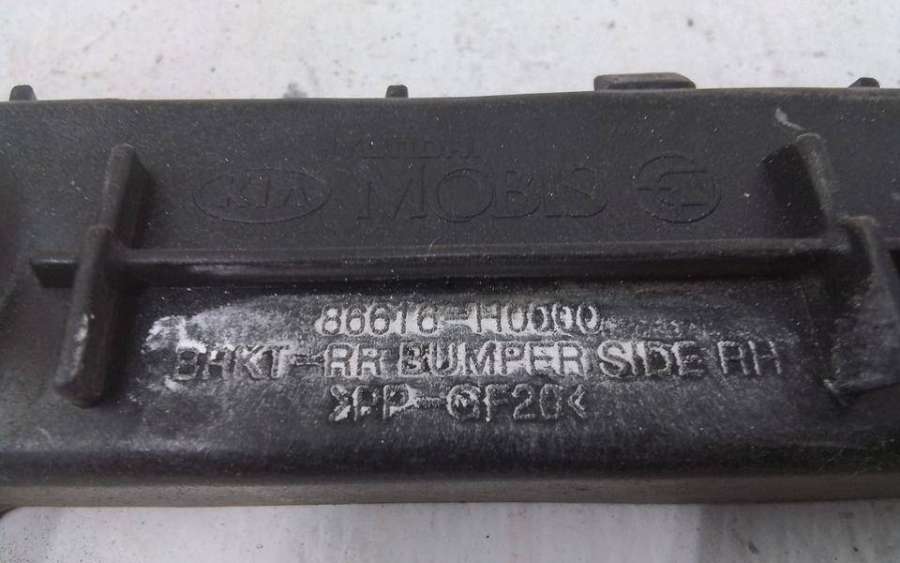 KIA MOBIS
86616-H0000
BRKT-RR BUMPER SIDE RH
>PP-GF20<